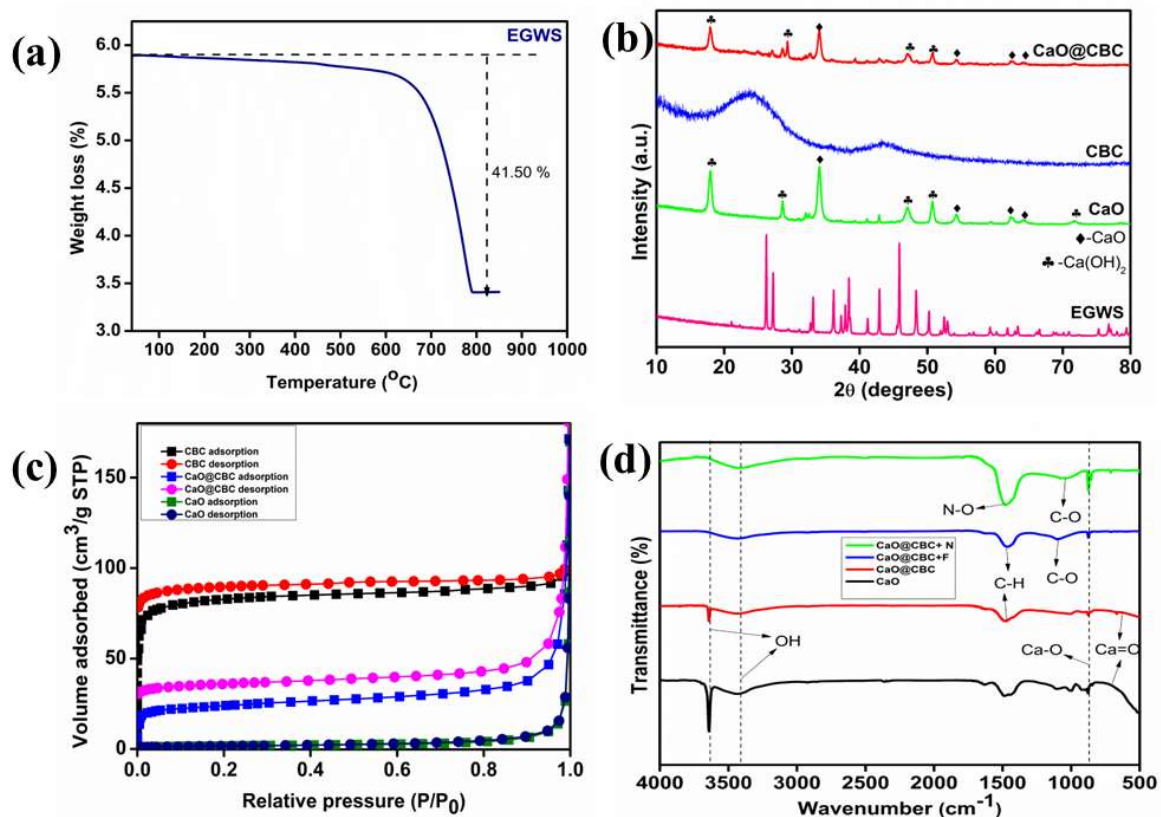 (a)
EGWS
6.0
5.5
5.0
4.5
4.0
3.5
3.0
41.50 %
Weight loss (%)
100 200 300 400 500 600 700 800 900 1000
Temperature (°C)
(b)
CaO@CBC
CBC
CaO
♦-CaO
♣-Ca(OH)₂
EGWS
Intensity (a.u.)
10 20 30 40 50 60 70 80
2θ (degrees)
(c)
CBC adsorption
CBC desorption
CaO@CBC adsorption
CaO@CBC desorption
CaO adsorption
CaO desorption
150
100
50
0
Volume adsorbed (cm³/g STP)
0.0 0.2 0.4 0.6 0.8 1.0
Relative pressure (P/P₀)
(d)
N-O
C-O
CaO@CBC+ N
CaO@CBC+F
CaO@CBC
CaO
C-H
C-O
OH
Ca-O
Ca=O
Transmittance (%)
4000 3500 3000 2500 2000 1500 1000 500
Wavenumber (cm⁻¹)